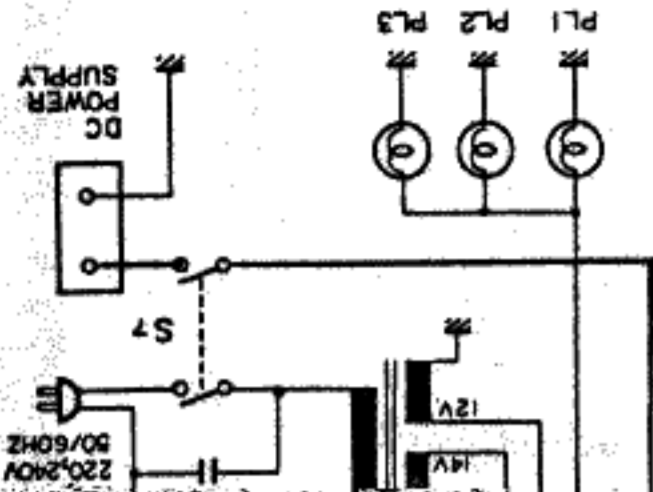 14V
220,240V
50/60HZ
12V
S7
DC
POWER
SUPPLY
PL1 PL2 PL3